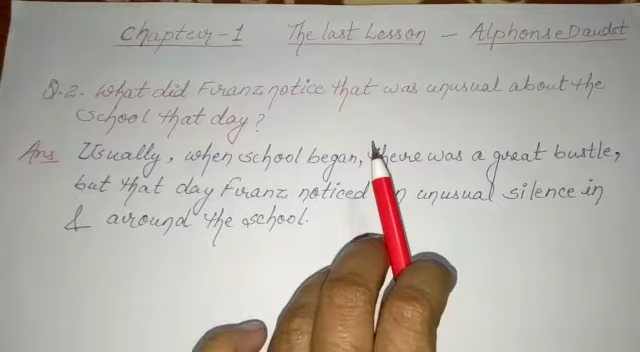 Chapter-1 The last Lesson - Alphonse Daudet
Q.2. What did Franz notice that was unusual about the
School that day?
Ans Usually, when school began, there was a great bustle,
but that day Franz noticed an unusual silence in
& around the school.